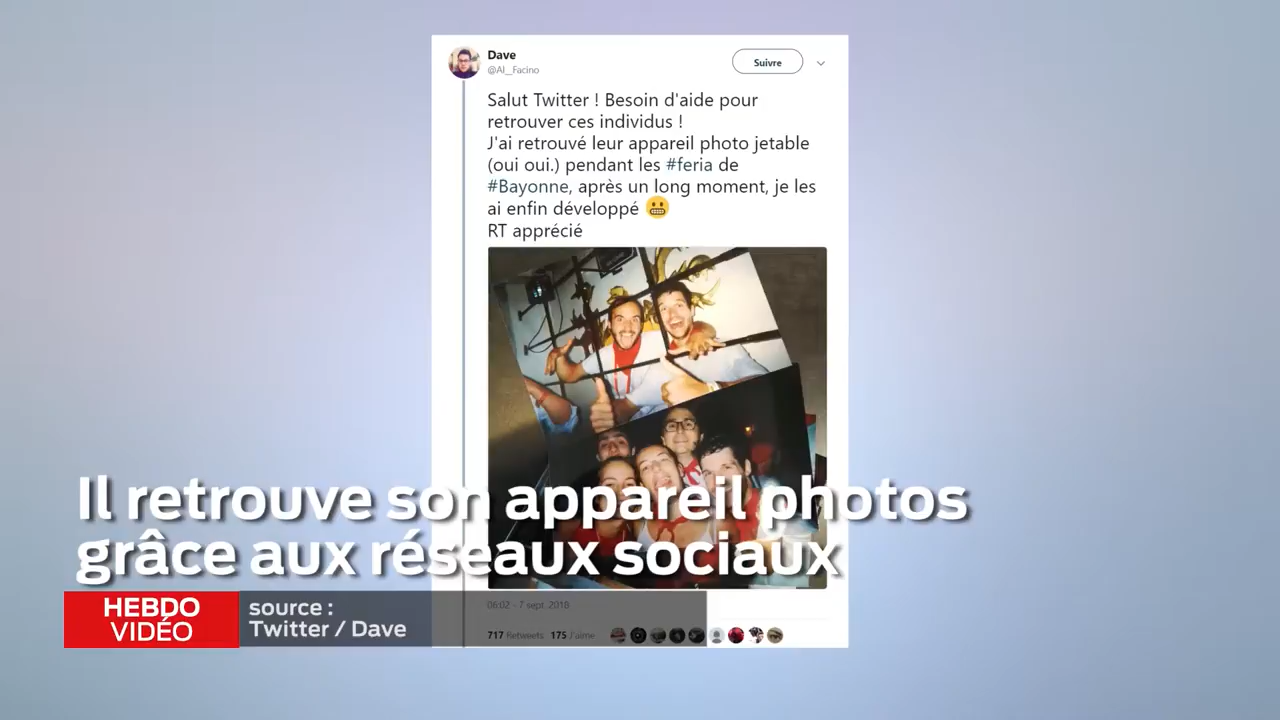 Dave
@Al__Facino
Suivre
Salut Twitter ! Besoin d'aide pour
retrouver ces individus !
J'ai retrouvé leur appareil photo jetable
(oui oui.) pendant les #feria de
#Bayonne, après un long moment, je les
ai enfin développé 😬
RT apprécié
Il retrouve son appareil photos
grâce aux réseaux sociaux
HEBDO
VIDÉO
source :
Twitter / Dave
06:02 - 7 sept. 2018
717 Retweets 175 J'aime